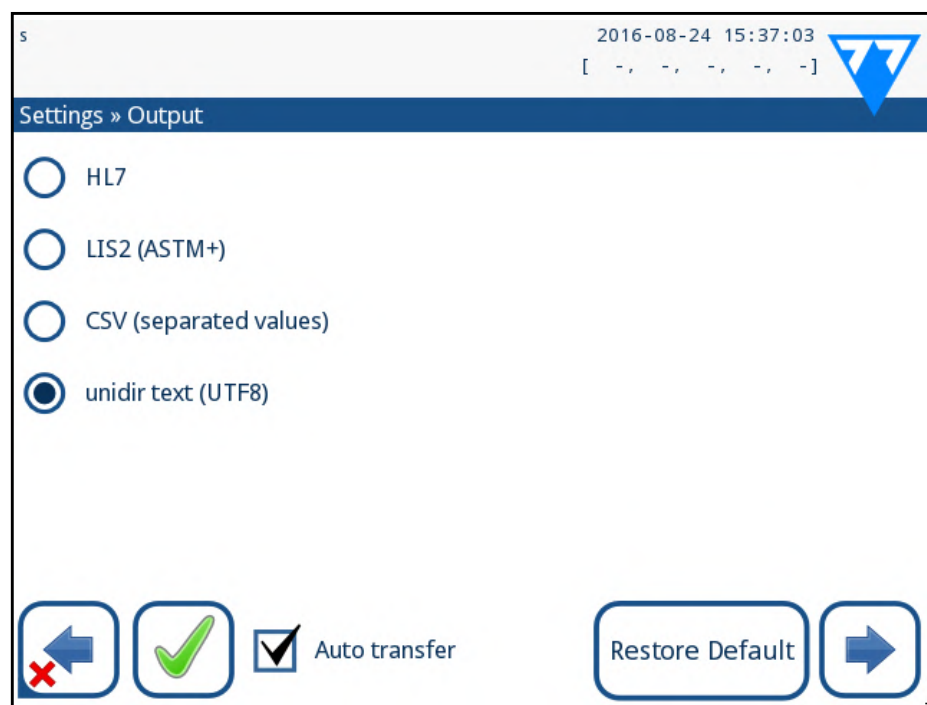 s
2016-08-24 15:37:03
[ -, -, -, -, -]
Settings » Output
HL7
LIS2 (ASTM+)
CSV (separated values)
unidir text (UTF8)
Auto transfer
Restore Default